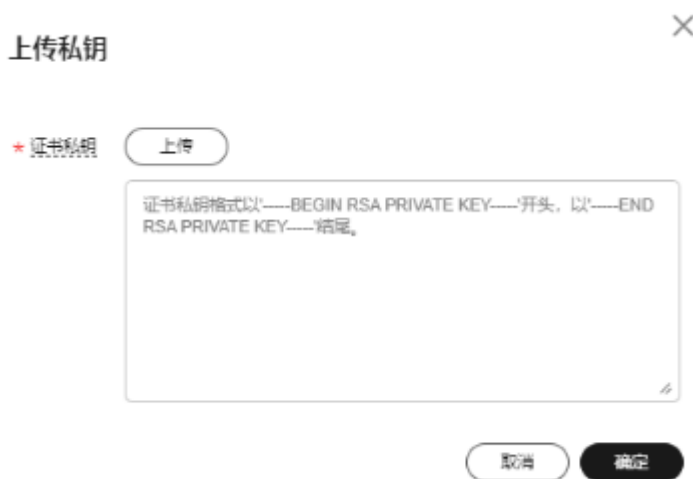 上传私钥
* 证书私钥 上传
证书私钥格式以'-----BEGIN RSA PRIVATE KEY-----'开头，以'-----END
RSA PRIVATE KEY-----'结尾。
取消 确定